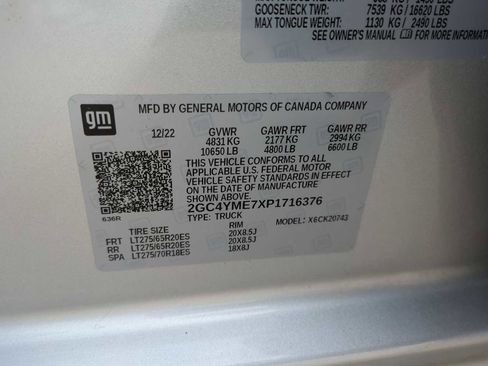 GOOSENECK TWR: 7539 KG / 16620 LBS
MAX TONGUE WEIGHT: 1130 KG / 2490 LBS
SEE OWNER'S MANUAL FOR MORE INFORMATION
gm
MFD BY GENERAL MOTORS OF CANADA COMPANY
12/22 GVWR GAWR FRT GAWR RR
4831 KG 2177 KG 2994 KG
10650 LB 4800 LB 6600 LB
THIS VEHICLE CONFORMS TO ALL
APPLICABLE U.S. FEDERAL MOTOR
VEHICLE SAFETY STANDARDS IN
EFFECT ON THE DATE OF
MANUFACTURE SHOWN ABOVE.
2GC4YME7XP1716376
TYPE: TRUCK MODEL: X6CK20743
636R
TIRE SIZE RIM
FRT LT275/65R20ES 20X8.5J
RR LT275/65R20ES 20X8.5J
SPA LT275/70R18ES 18X8J